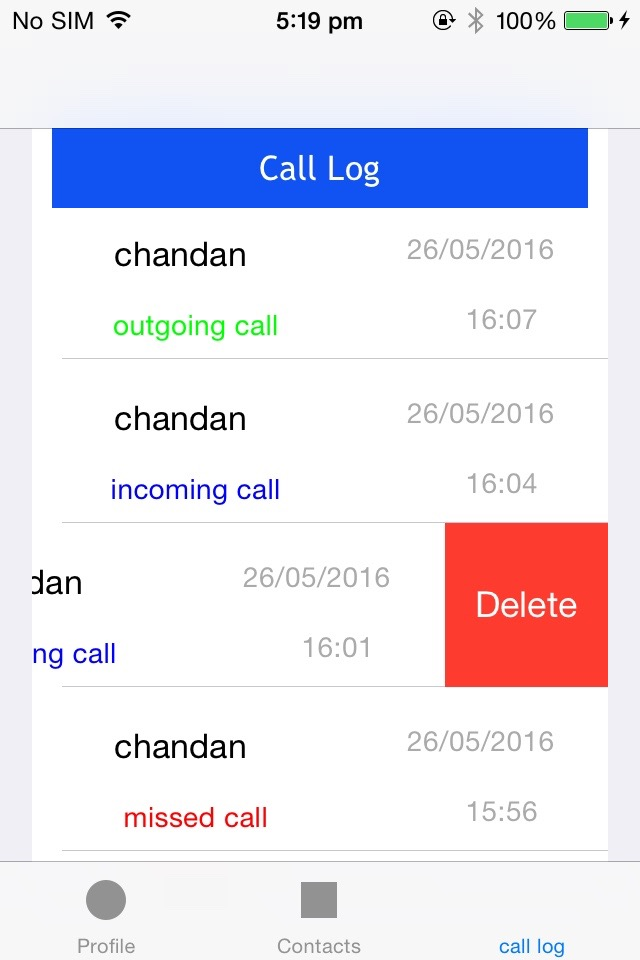 No SIM 5:19 pm 100%
Call Log
chandan 26/05/2016
outgoing call 16:07
chandan 26/05/2016
incoming call 16:04
dan 26/05/2016 Delete
ng call 16:01
chandan 26/05/2016
missed call 15:56
Profile Contacts call log